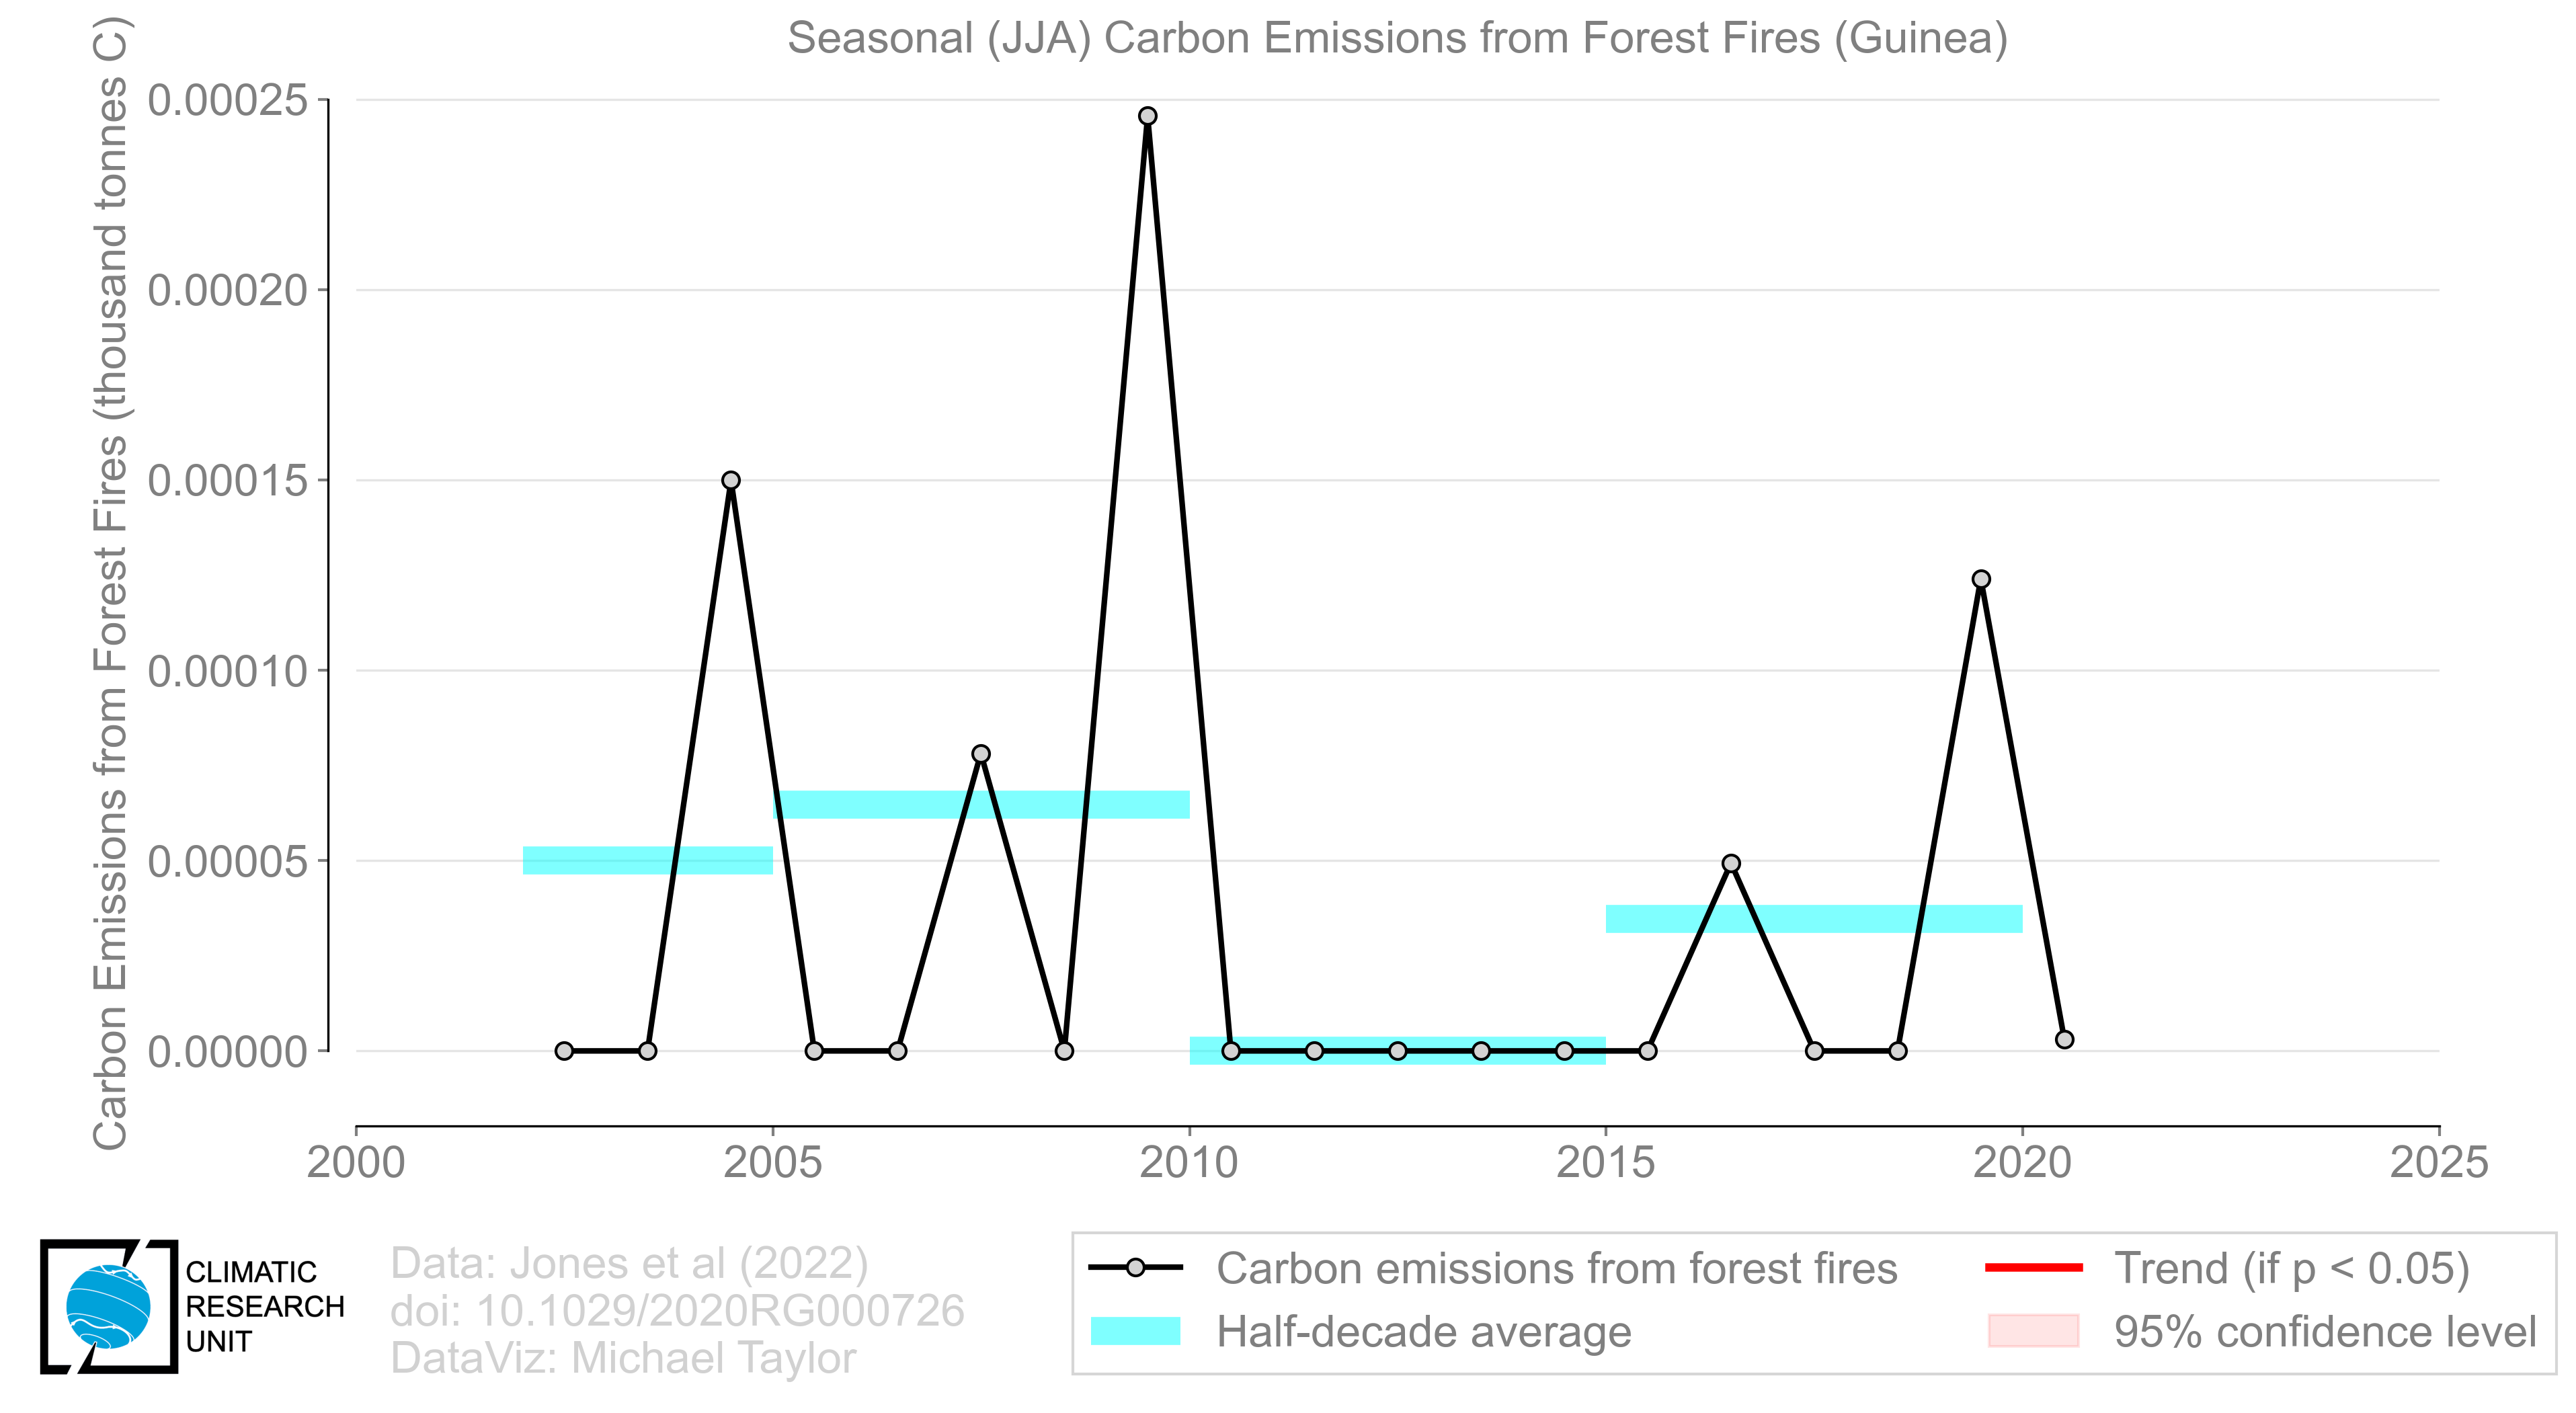 Seasonal (JJA) Carbon Emissions from Forest Fires (Guinea)
Carbon Emissions from Forest Fires (thousand tonnes C)
0.00025
0.00020
0.00015
0.00010
0.00005
0.00000
2000 2005 2010 2015 2020 2025
CLIMATIC
RESEARCH
UNIT
Data: Jones et al (2022)
doi: 10.1029/2020RG000726
DataViz: Michael Taylor
Carbon emissions from forest fires
Half-decade average
Trend (if p < 0.05)
95% confidence level